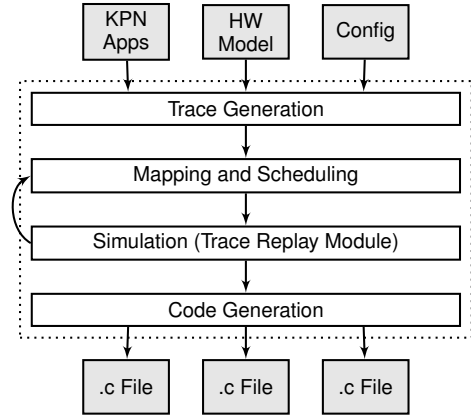 KPN
Apps
HW
Model
Config
Trace Generation
Mapping and Scheduling
Simulation (Trace Replay Module)
Code Generation
.c File
.c File
.c File